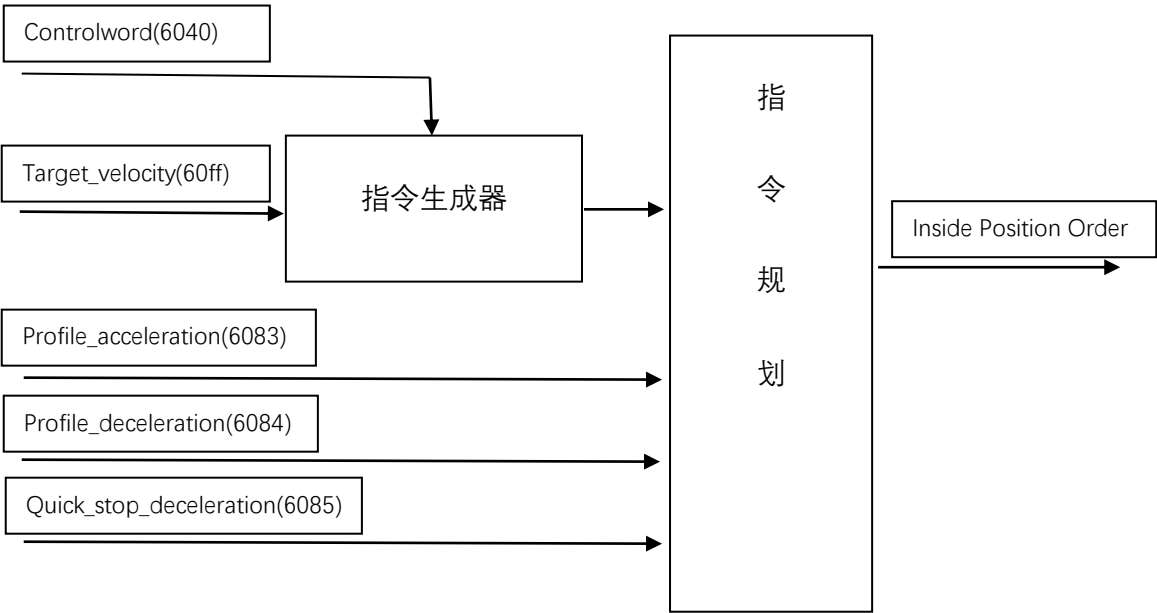 Controlword(6040)
Target_velocity(60ff)
指令生成器
Profile_acceleration(6083)
Profile_deceleration(6084)
Quick_stop_deceleration(6085)
指
令
规
划
Inside Position Order